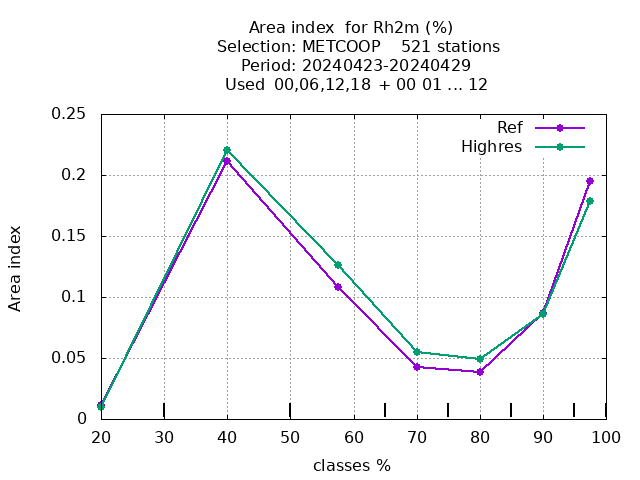 Area index  for Rh2m (%)
Selection: METCOOP    521 stations
Period: 20240423-20240429
Used  00,06,12,18 + 00 01 ... 12
Ref
Highres
0.25
0.2
0.15
0.1
0.05
0
Area index
20 30 40 50 60 70 80 90 100
classes %